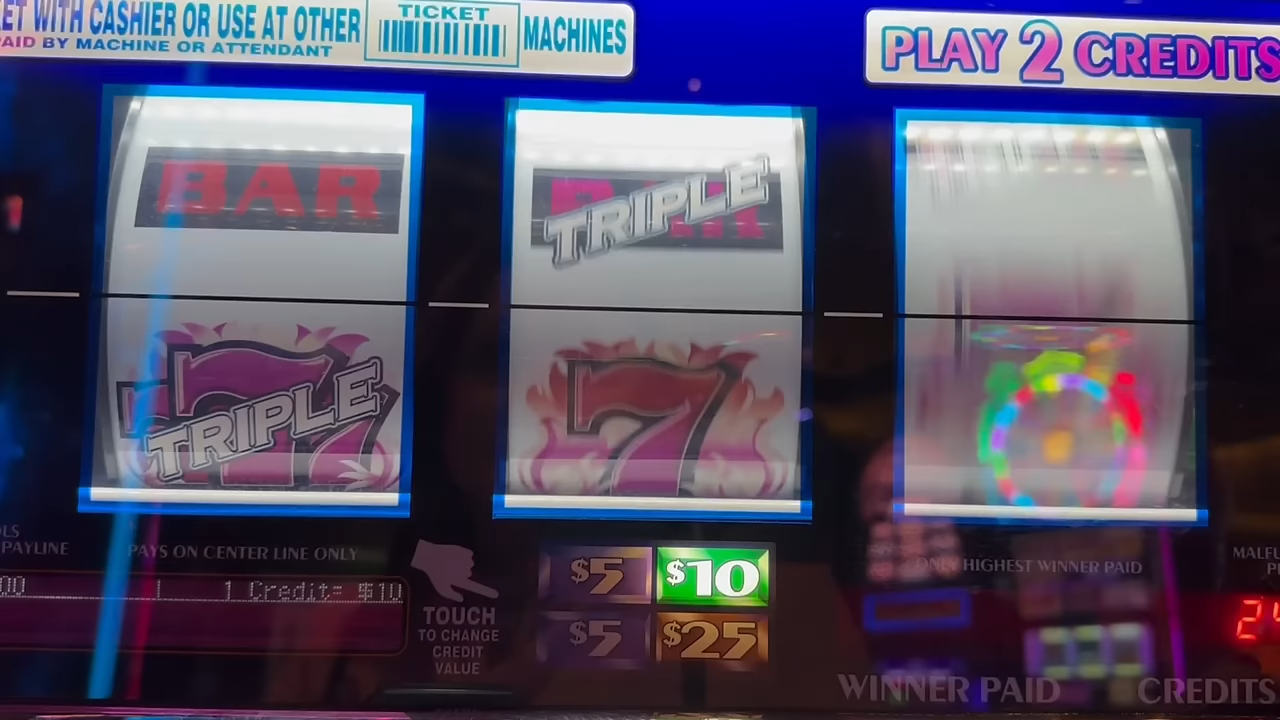 ET WITH CASHIER OR USE AT OTHER
PAID BY MACHINE OR ATTENDANT
TICKET
MACHINES
PLAY 2 CREDITS
BAR
TRIPLE
TRIPLE
7
PAYLINE
PAYS ON CENTER LINE ONLY
1 Credit= $10
TOUCH
TO CHANGE
CREDIT
VALUE
$5
$10
$5
$25
ONLY HIGHEST WINNER PAID
WINNER PAID
CREDITS